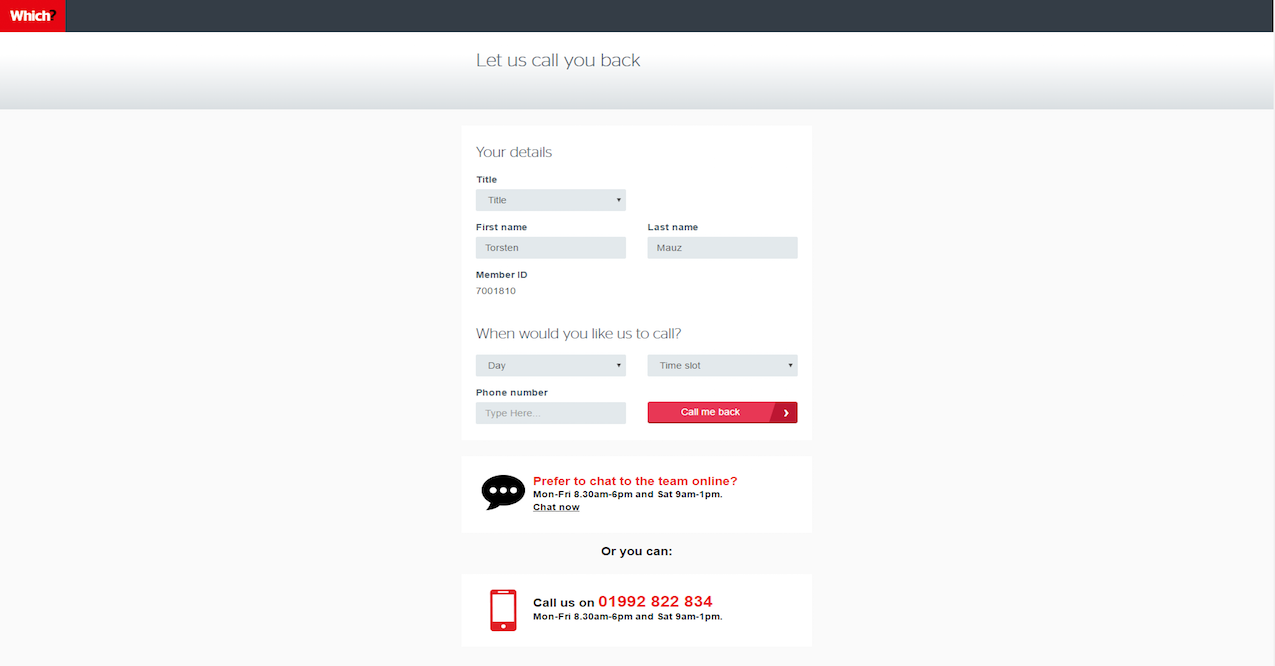 Which?
Let us call you back
Your details
Title
Title
First name
Last name
Torsten
Mauz
Member ID
7001810
When would you like us to call?
Day
Time slot
Phone number
Type Here...
Call me back
Prefer to chat to the team online?
Mon-Fri 8.30am-6pm and Sat 9am-1pm.
Chat now
Or you can:
Call us on 01992 822 834
Mon-Fri 8.30am-6pm and Sat 9am-1pm.